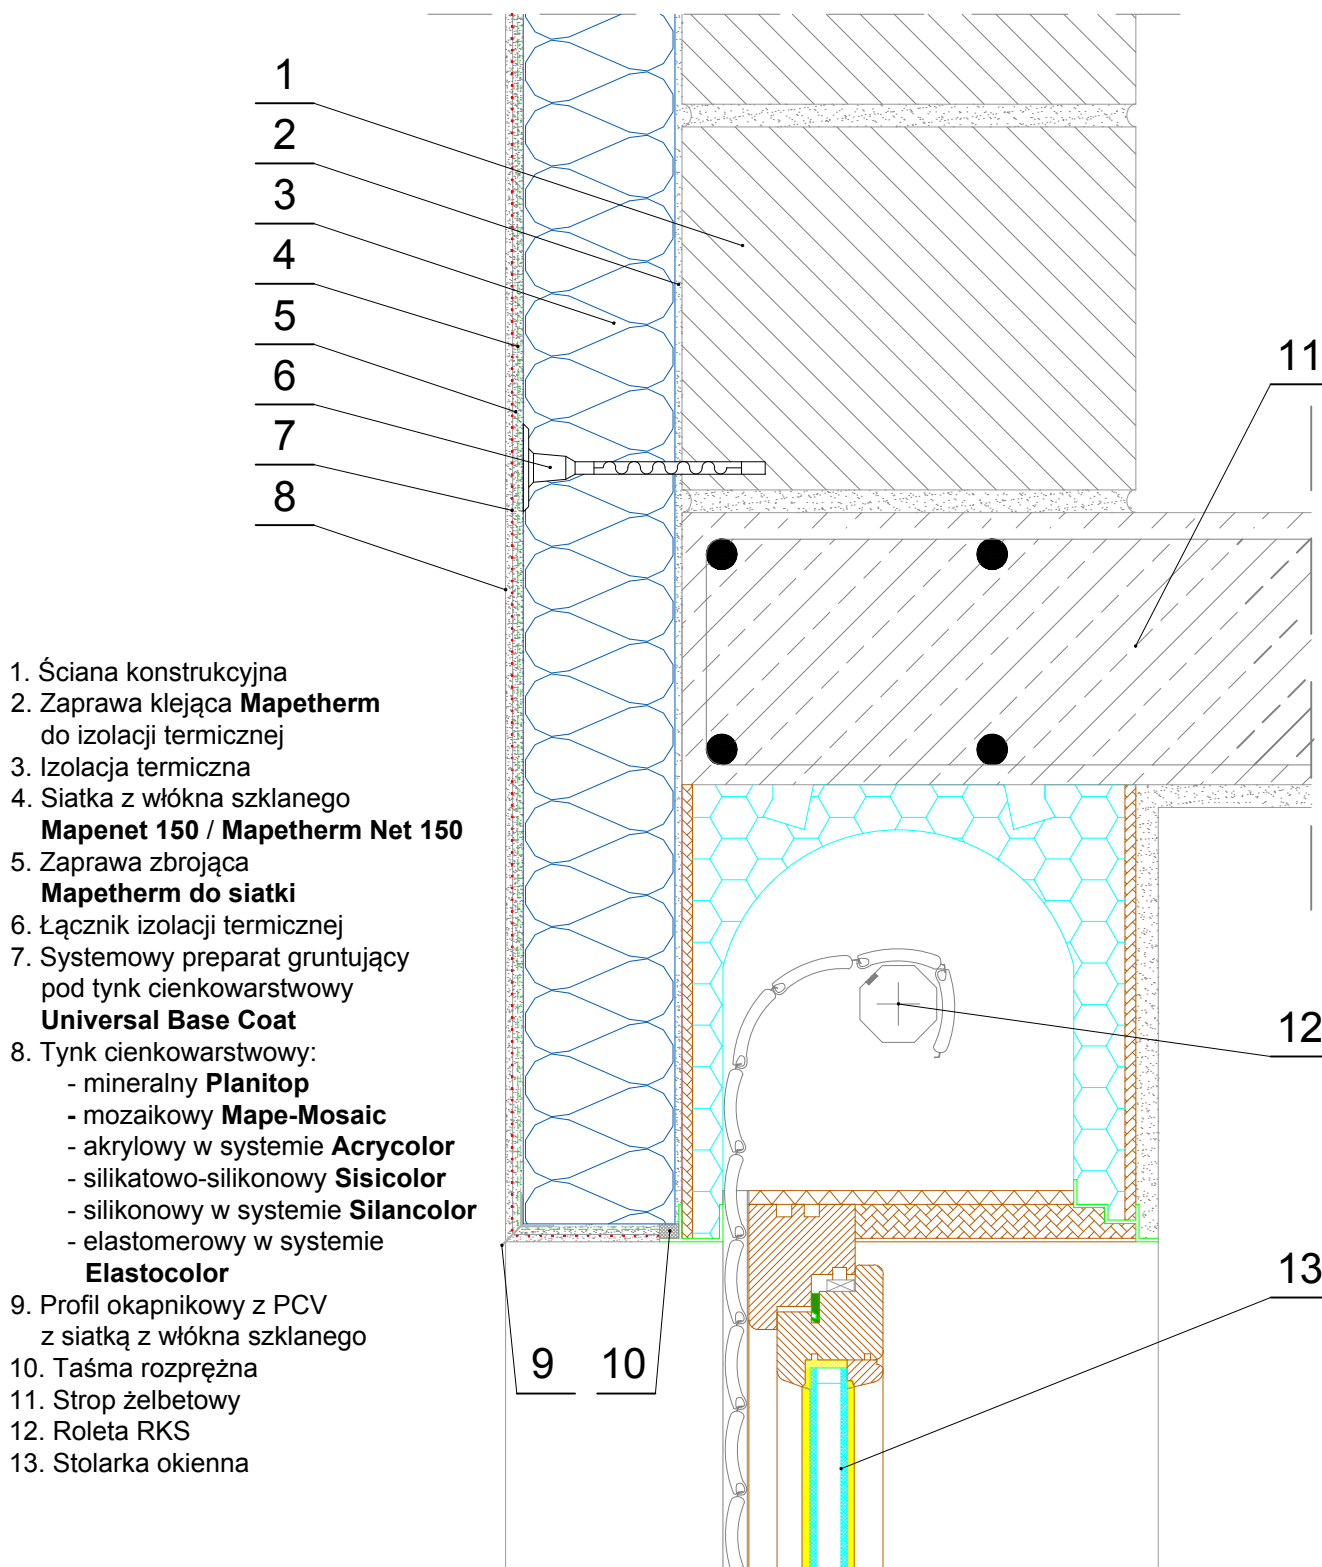 1
2
3
4
5
6
7
8
11
12
13
9
10
1. Ściana konstrukcyjna
2. Zaprawa klejąca Mapetherm
do izolacji termicznej
3. Izolacja termiczna
4. Siatka z włókna szklanego
Mapenet 150 / Mapetherm Net 150
5. Zaprawa zbrojąca
Mapetherm do siatki
6. Łącznik izolacji termicznej
7. Systemowy preparat gruntujący
pod tynk cienkowarstwowy
Universal Base Coat
8. Tynk cienkowarstwowy:
- mineralny Planitop
- mozaikowy Mape-Mosaic
- akrylowy w systemie Acrycolor
- silikatowo-silikonowy Sisicolor
- silikonowy w systemie Silancolor
- elastomerowy w systemie
Elastocolor
9. Profil okapnikowy z PCV
z siatką z włókna szklanego
10. Taśma rozprężna
11. Strop żelbetowy
12. Roleta RKS
13. Stolarka okienna